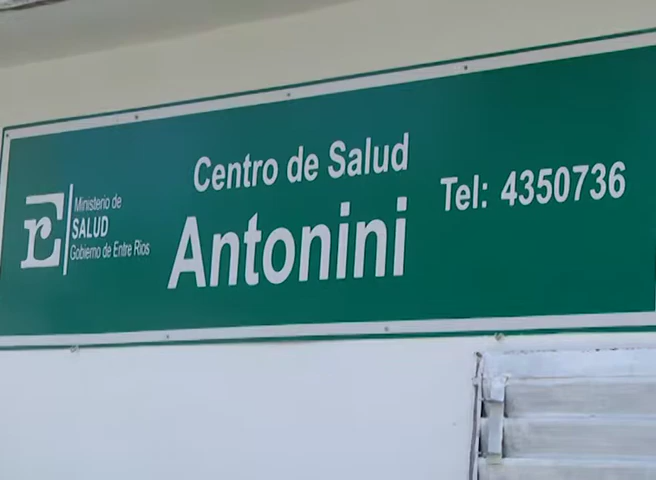 Ministerio de
SALUD
Gobierno de Entre Ríos
Centro de Salud
Antonini
Tel: 4350736